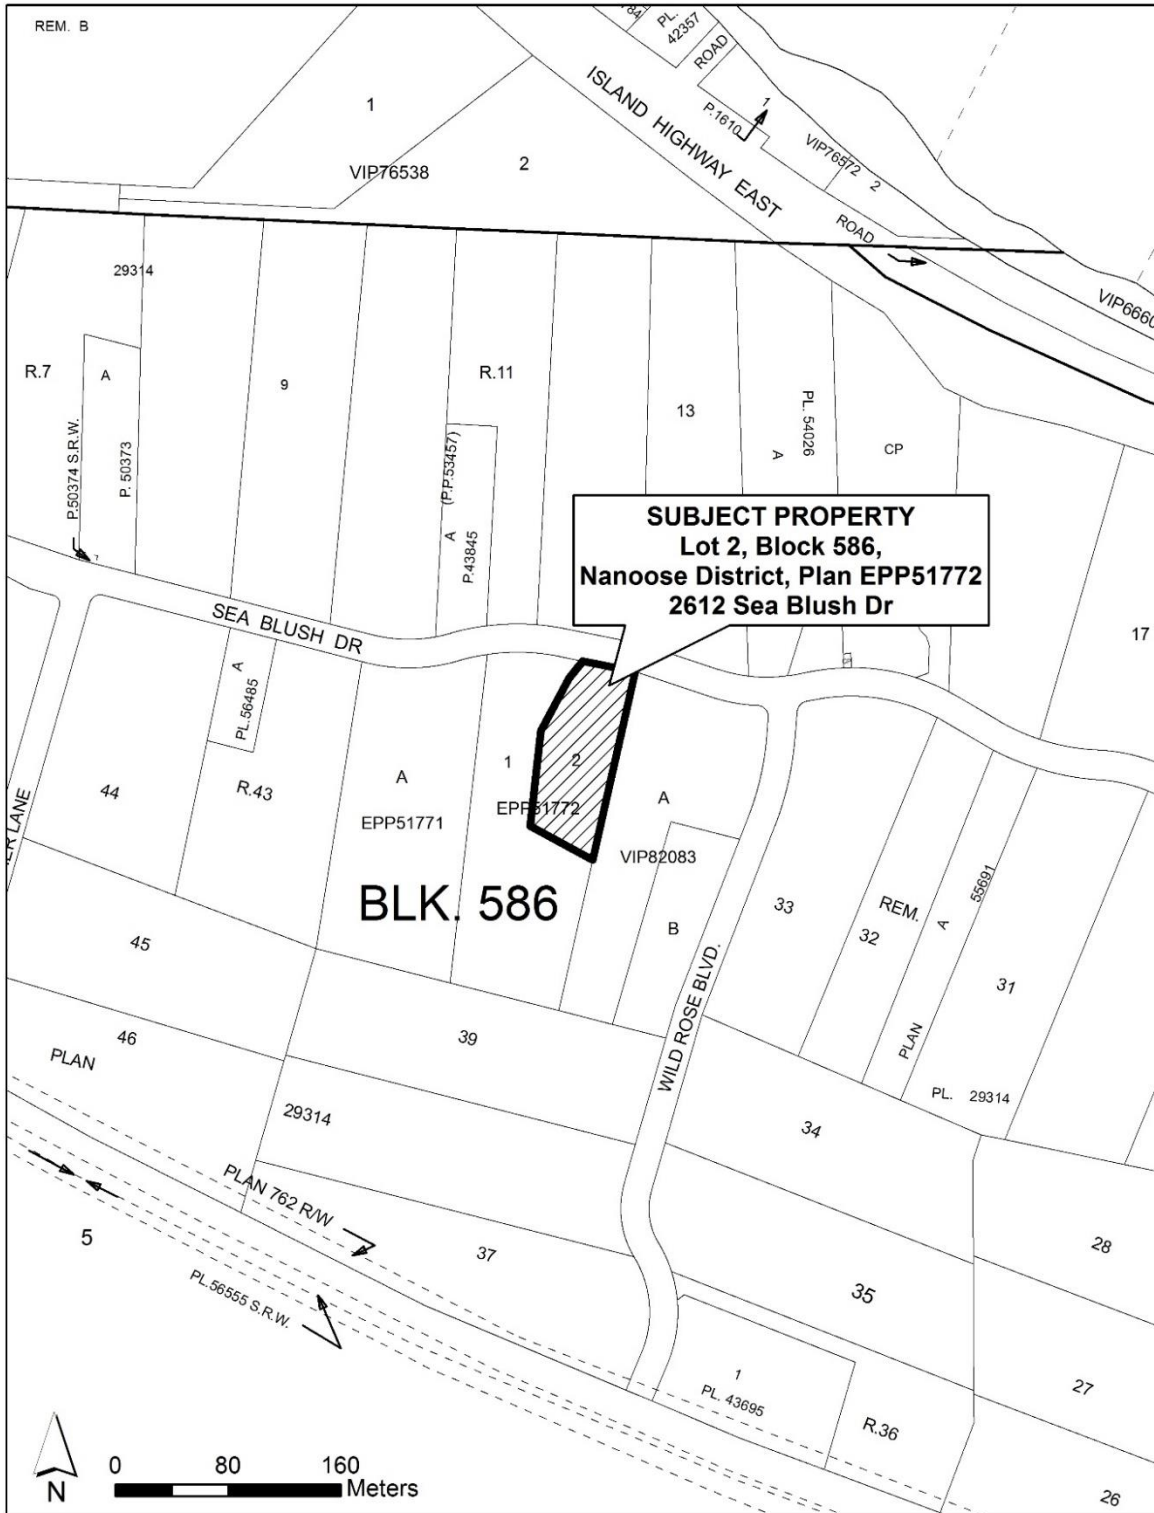 REM. B
PL.
42357
ROAD
1
ISLAND HIGHWAY EAST
1
P.1610
VIP76538
2
VIP76572
2
ROAD
VIP6660
29314
R.7
A
9
R.11
13
A
PL. 54026
CP
P.50374 S.R.W.
P. 50373
(P.P.53457)
A
P.43845
SUBJECT PROPERTY
Lot 2, Block 586,
Nanoose District, Plan EPP51772
2612 Sea Blush Dr
17
SEA BLUSH DR
A
PL.56485
44
R.43
A
EPP51771
1
2
EPP51772
A
VIP82083
B
33
REM.
32
A
55691
PLAN
31
BLK. 586
45
46
PLAN
39
WILD ROSE BLVD.
PL. 29314
29314
34
PLAN 762 R/W
5
37
28
PL.56555 S.R.W.
35
1
PL. 43695
27
R.36
26
N
0 80 160
Meters